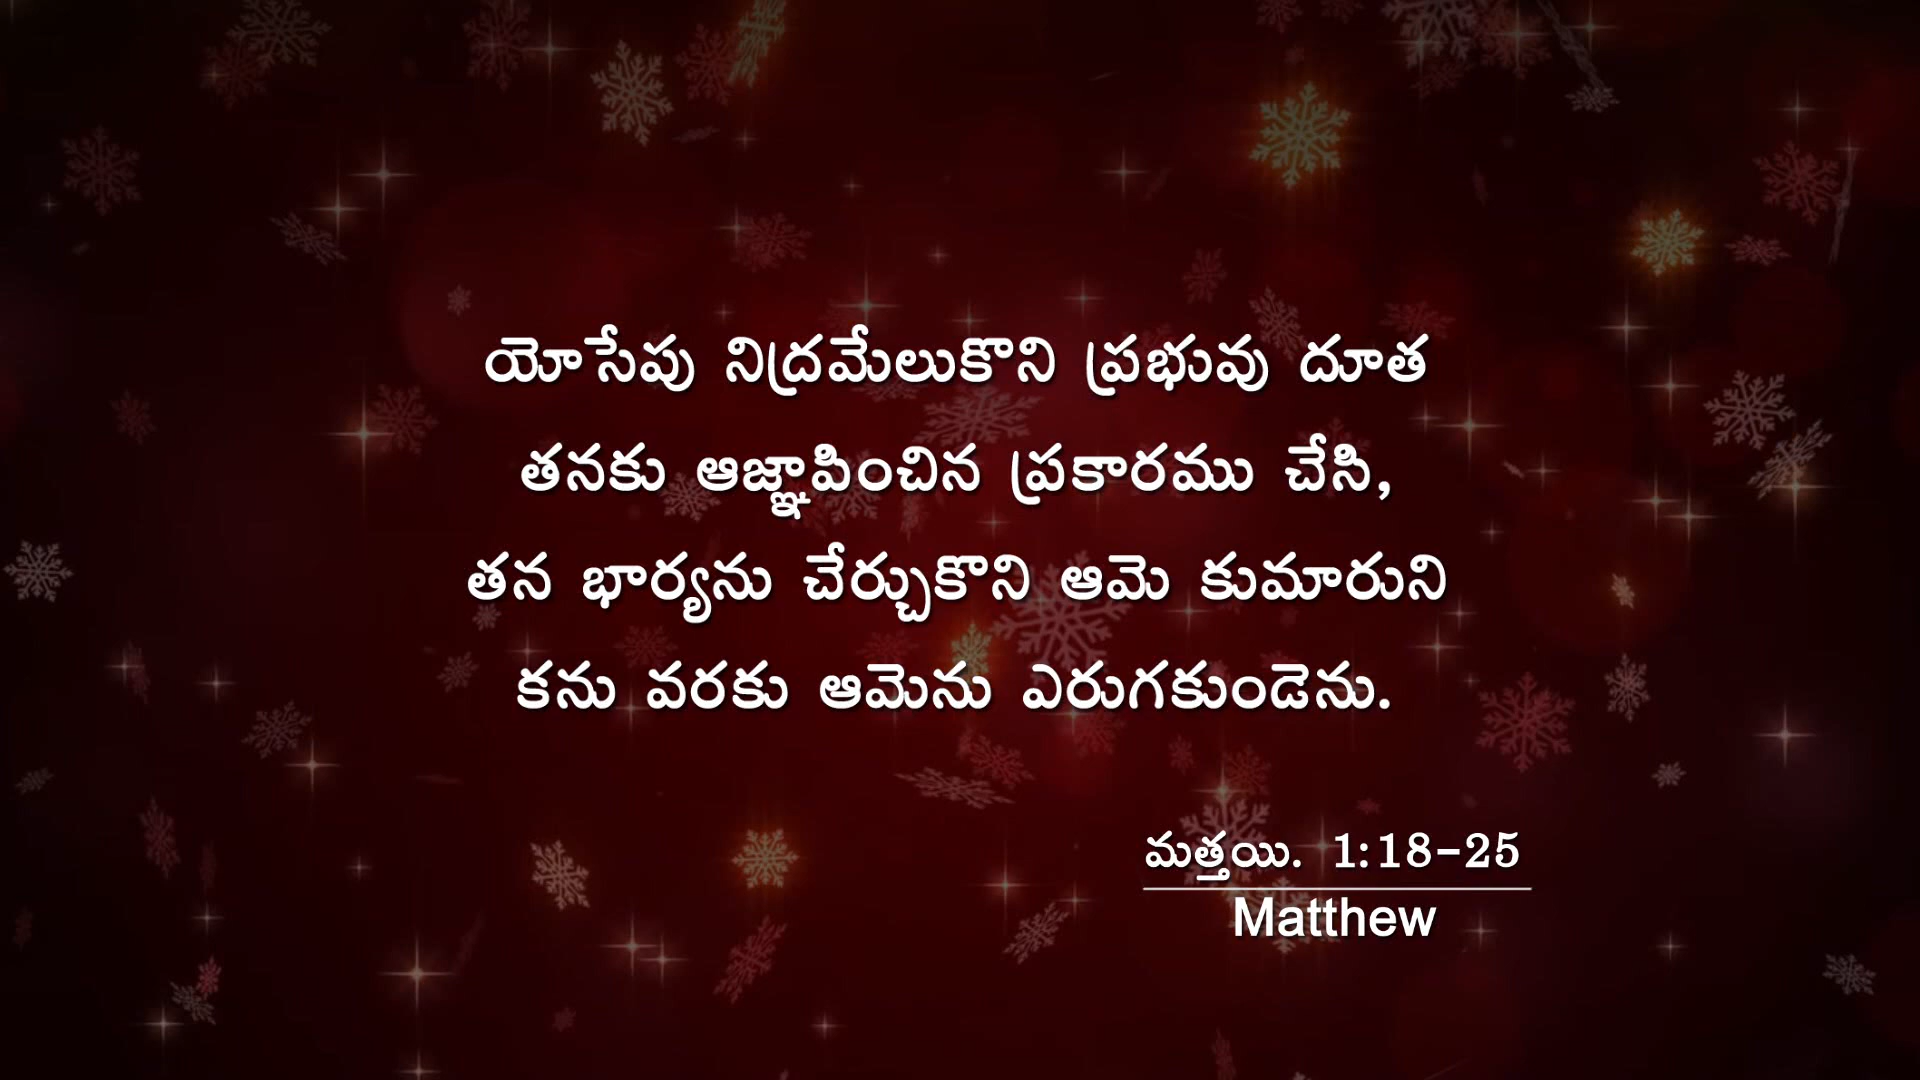 యోసేపు నిద్రమేలుకొని ప్రభువు దూత
తనకు ఆజ్ఞాపించిన ప్రకారము చేసి,
తన భార్యను చేర్చుకొని ఆమె కుమారుని
కను వరకు ఆమెను ఎరుగకుండెను.
మత్తయి. 1:18-25
Matthew